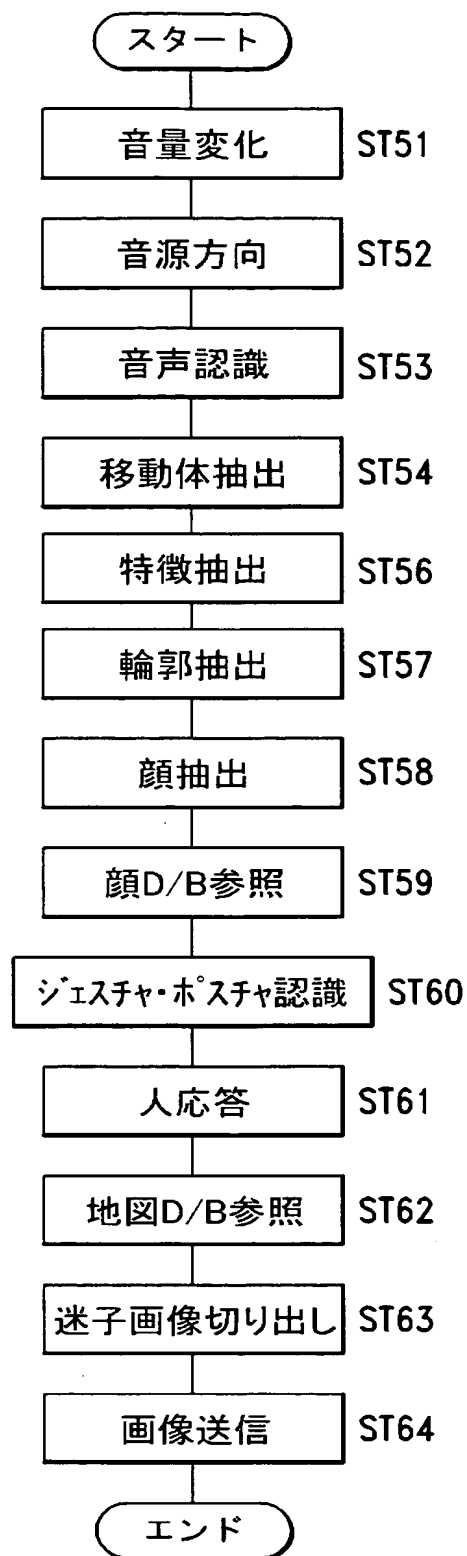 スタート
音量変化 ST51
音源方向 ST52
音声認識 ST53
移動体抽出 ST54
特徴抽出 ST56
輪郭抽出 ST57
顔抽出 ST58
顔D/B参照 ST59
ジェスチャ・ポスチャ認識 ST60
人応答 ST61
地図D/B参照 ST62
迷子画像切り出し ST63
画像送信 ST64
エンド